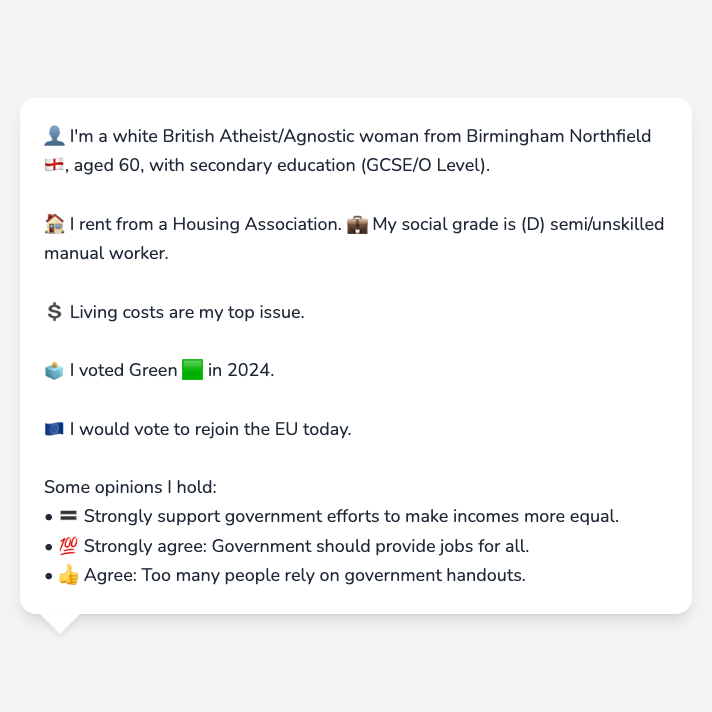 👤 I'm a white British Atheist/Agnostic woman from Birmingham Northfield
🏴󠁧󠁢󠁥󠁮󠁧󠁿, aged 60, with secondary education (GCSE/O Level).
🏠 I rent from a Housing Association. 💼 My social grade is (D) semi/unskilled
manual worker.
💲 Living costs are my top issue.
🗳️ I voted Green 🟩 in 2024.
🇪🇺 I would vote to rejoin the EU today.
Some opinions I hold:
• 🟰 Strongly support government efforts to make incomes more equal.
• 💯 Strongly agree: Government should provide jobs for all.
• 👍 Agree: Too many people rely on government handouts.